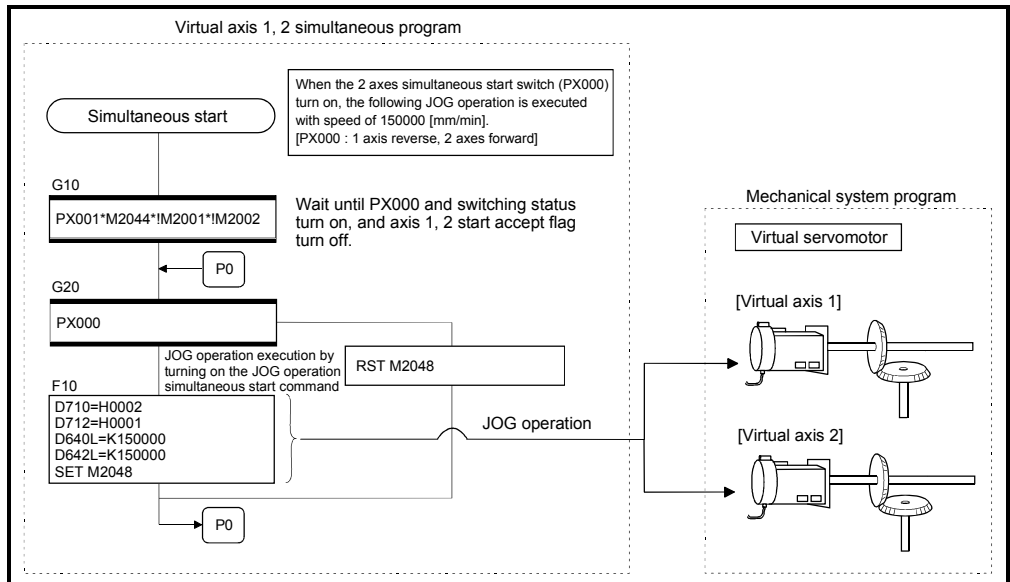 Virtual axis 1, 2 simultaneous program
When the 2 axes simultaneous start switch (PX000)
turn on, the following JOG operation is executed
with speed of 150000 [mm/min].
[PX000 : 1 axis reverse, 2 axes forward]
Simultaneous start
G10
PX001*M2044*!M2001*!M2002
Wait until PX000 and switching status
turn on, and axis 1, 2 start accept flag
turn off.
P0
G20
PX000
JOG operation execution by
turning on the JOG operation
simultaneous start command
RST M2048
F10
D710=H0002
D712=H0001
D640L=K150000
D642L=K150000
SET M2048
JOG operation
P0
Mechanical system program
Virtual servomotor
[Virtual axis 1]
[Virtual axis 2]